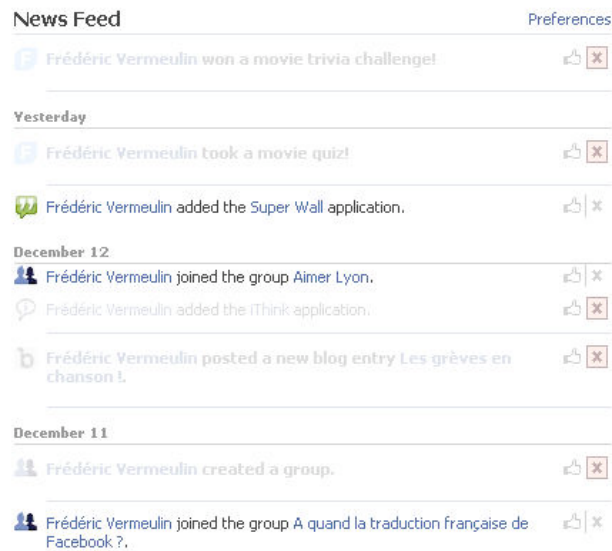 News Feed
Preferences
Frédéric Vermeulin won a movie trivia challenge!
Yesterday
Frédéric Vermeulin took a movie quiz!
Frédéric Vermeulin added the Super Wall application.
December 12
Frédéric Vermeulin joined the group Aimer Lyon.
Frédéric Vermeulin added the iThink application.
Frédéric Vermeulin posted a new blog entry Les grèves en
chanson !.
December 11
Frédéric Vermeulin created a group.
Frédéric Vermeulin joined the group A quand la traduction française de
Facebook ?.